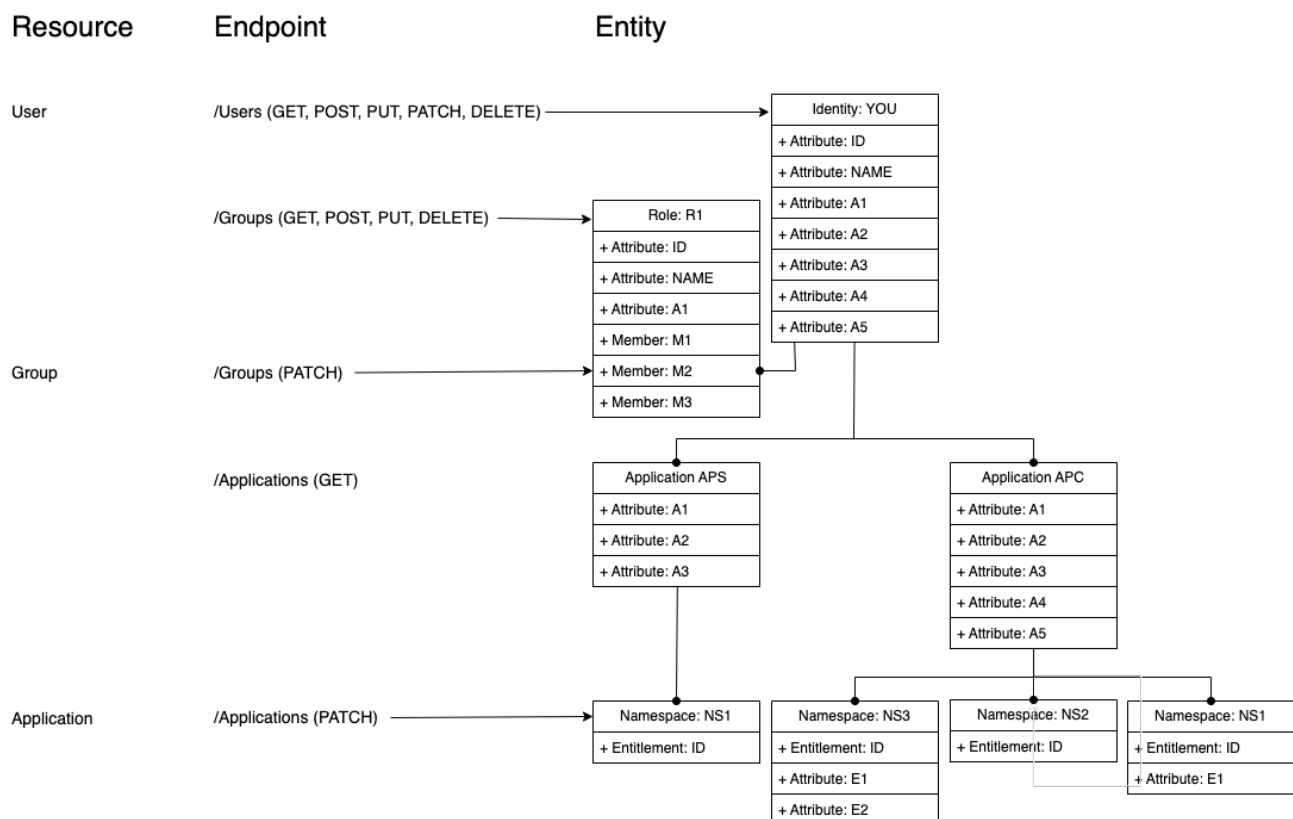 Resource Endpoint Entity
User
/Users (GET, POST, PUT, PATCH, DELETE)
Identity: YOU
+ Attribute: ID
+ Attribute: NAME
+ Attribute: A1
+ Attribute: A2
+ Attribute: A3
+ Attribute: A4
+ Attribute: A5
/Groups (GET, POST, PUT, DELETE)
Role: R1
+ Attribute: ID
+ Attribute: NAME
+ Attribute: A1
+ Member: M1
+ Member: M2
+ Member: M3
Group
/Groups (PATCH)
/Applications (GET)
Application APS
+ Attribute: A1
+ Attribute: A2
+ Attribute: A3
Application APC
+ Attribute: A1
+ Attribute: A2
+ Attribute: A3
+ Attribute: A4
+ Attribute: A5
Application
/Applications (PATCH)
Namespace: NS1
+ Entitlement: ID
Namespace: NS3
+ Entitlement: ID
+ Attribute: E1
+ Attribute: E2
Namespace: NS2
+ Entitlement: ID
Namespace: NS1
+ Entitlement: ID
+ Attribute: E1